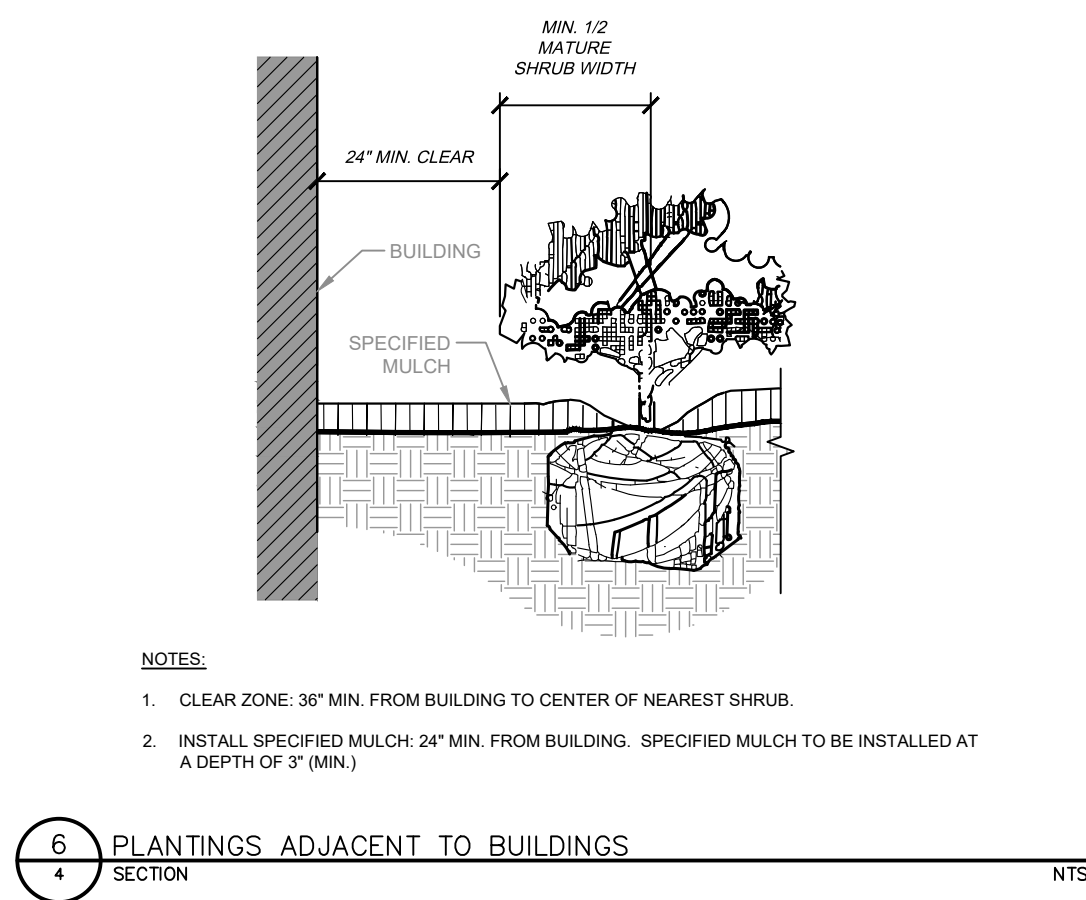 MIN. 1/2
MATURE
SHRUB WIDTH
24" MIN. CLEAR
BUILDING
SPECIFIED
MULCH
NOTES:
1. CLEAR ZONE: 36" MIN. FROM BUILDING TO CENTER OF NEAREST SHRUB.
2. INSTALL SPECIFIED MULCH: 24" MIN. FROM BUILDING. SPECIFIED MULCH TO BE INSTALLED AT
A DEPTH OF 3" (MIN.)
6 PLANTINGS ADJACENT TO BUILDINGS
4 SECTION NTS